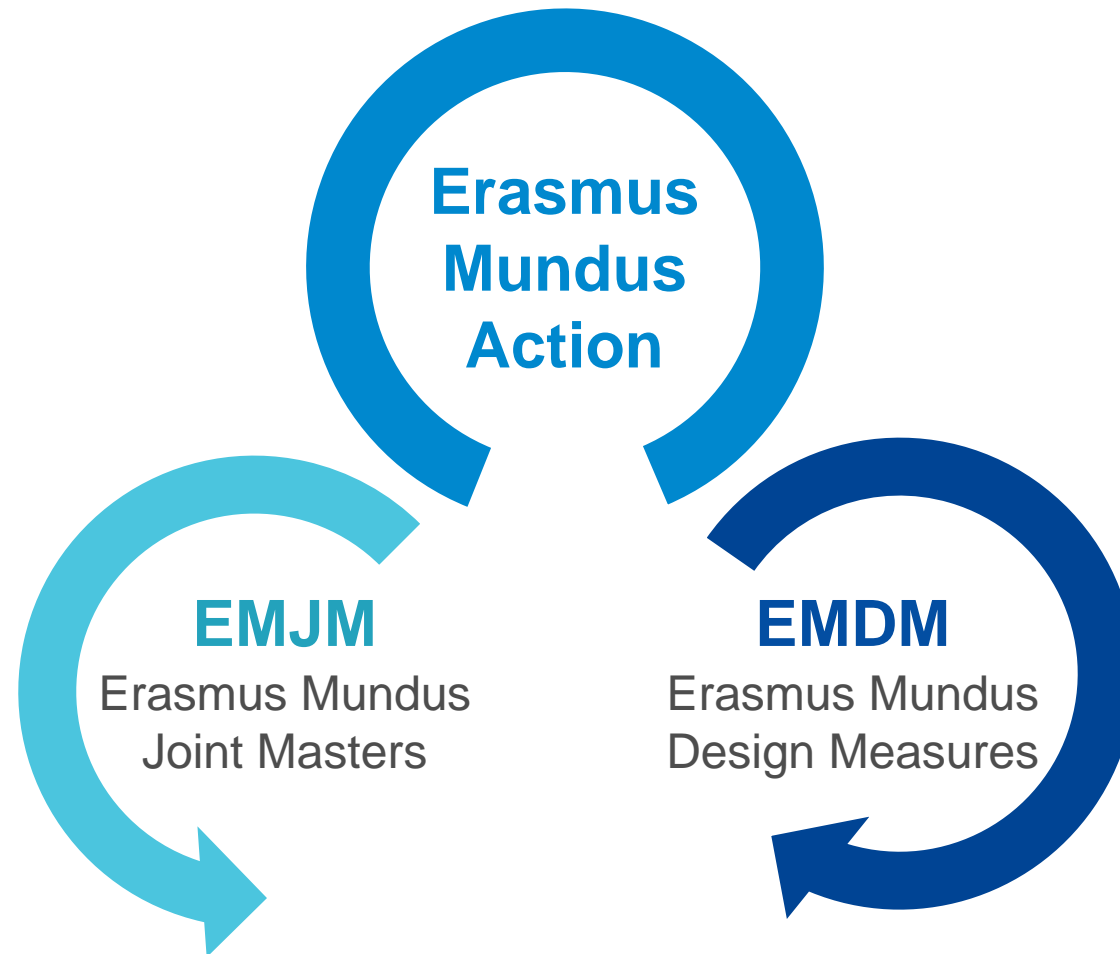 Erasmus
Mundus
Action
EMJM
Erasmus Mundus
Joint Masters
EMDM
Erasmus Mundus
Design Measures